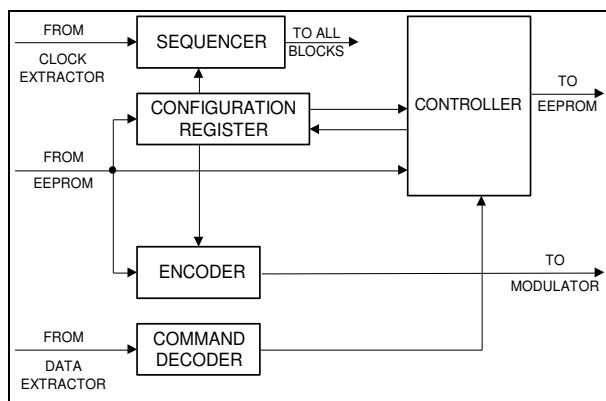 FROM
CLOCK
EXTRACTOR
SEQUENCER
TO ALL
BLOCKS
CONFIGURATION
REGISTER
CONTROLLER
TO
EEPROM
FROM
EEPROM
ENCODER
TO
MODULATOR
FROM
DATA
EXTRACTOR
COMMAND
DECODER